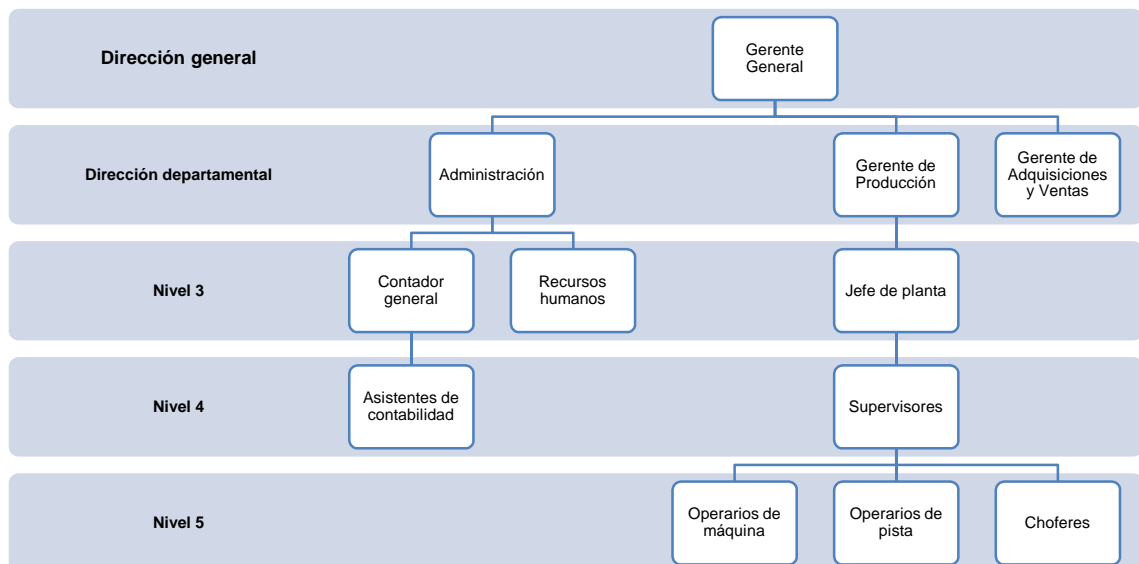 Dirección general
Gerente
General
Dirección departamental
Administración
Gerente de
Producción
Gerente de
Adquisiciones
y Ventas
Nivel 3
Contador
general
Recursos
humanos
Jefe de planta
Nivel 4
Asistentes de
contabilidad
Supervisores
Nivel 5
Operarios de
máquina
Operarios de
pista
Choferes